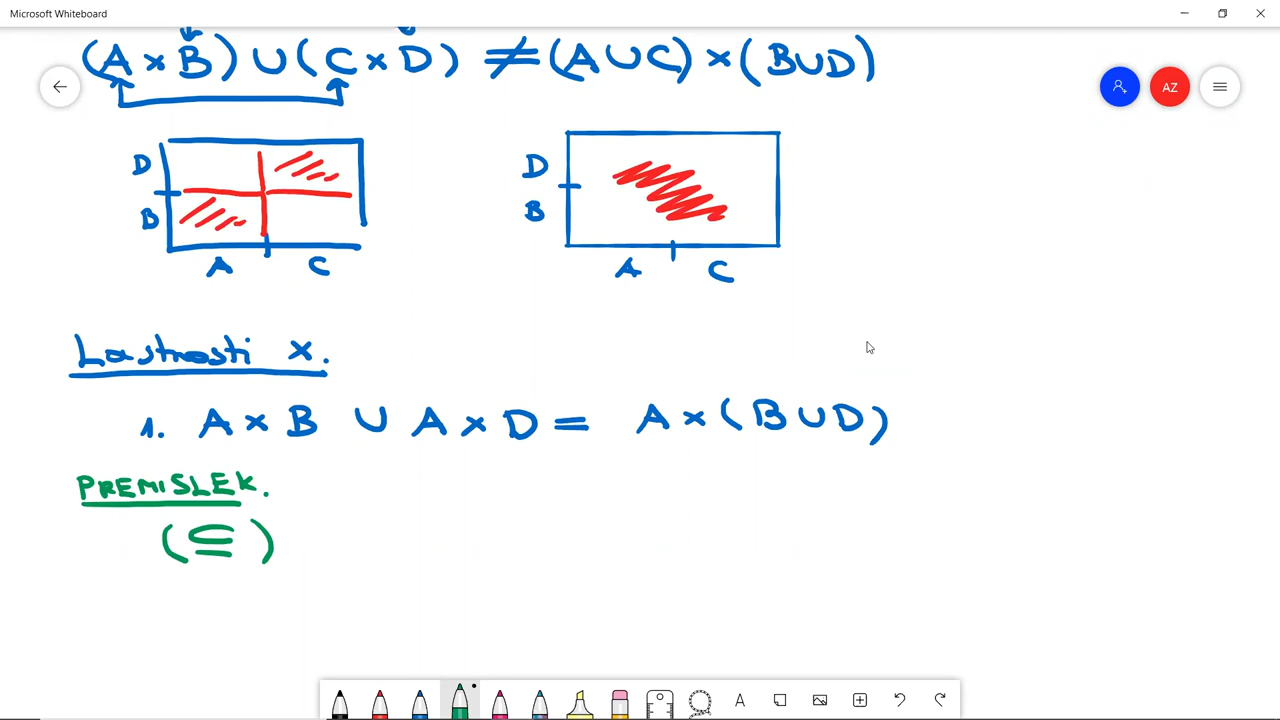 Microsoft Whiteboard
(A × B) ∪ (C × D) ≠ (A ∪ C) × (B ∪ D)
AZ
D
B
A C
D
B
A C
Lastnosti ×.
1. A × B ∪ A × D = A × (B ∪ D)
PREMISLEK.
(⊆)
A